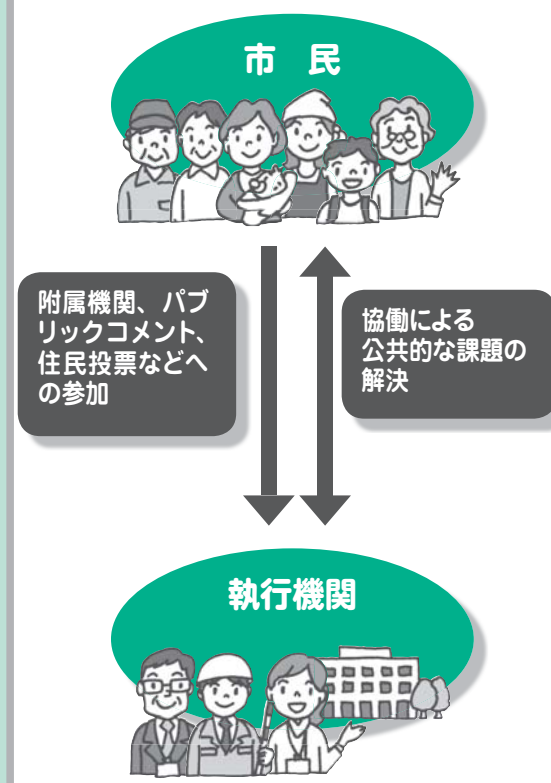 市 民
附属機関、パブ
リックコメント、
住民投票などへ
の参加
協働による
公共的な課題の
解決
執行機関